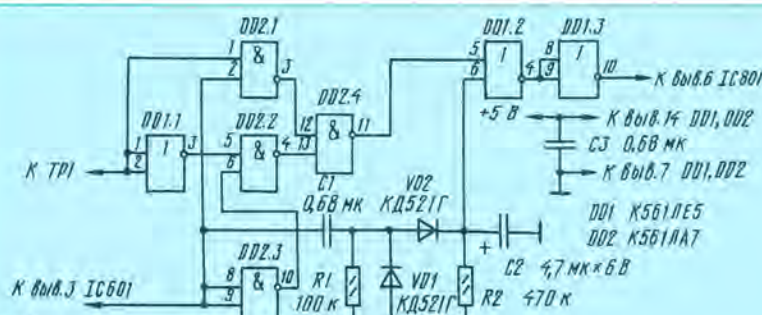 DD2.1
DD1.2
DD1.3
1
2
&
3
5
6
1
4
8
9
1
10
К выв.6 IC801
DD1.1
DD2.2
DD2.4
12
13
&
11
+5 В
К выв.14 DD1,DD2
1
2
1
3
5
6
&
4
C3 0,68 мк
К TP1
C1
0,68 мк
VD2
КД521Г
К выв.7 DD1,DD2
DD1 К561ЛЕ5
DD2 К561ЛА7
DD2.3
+
C2 4,7 мк×6 В
К выв.3 IC601
8
9
&
10
R1
100 к
VD1
КД521Г
R2 470 к